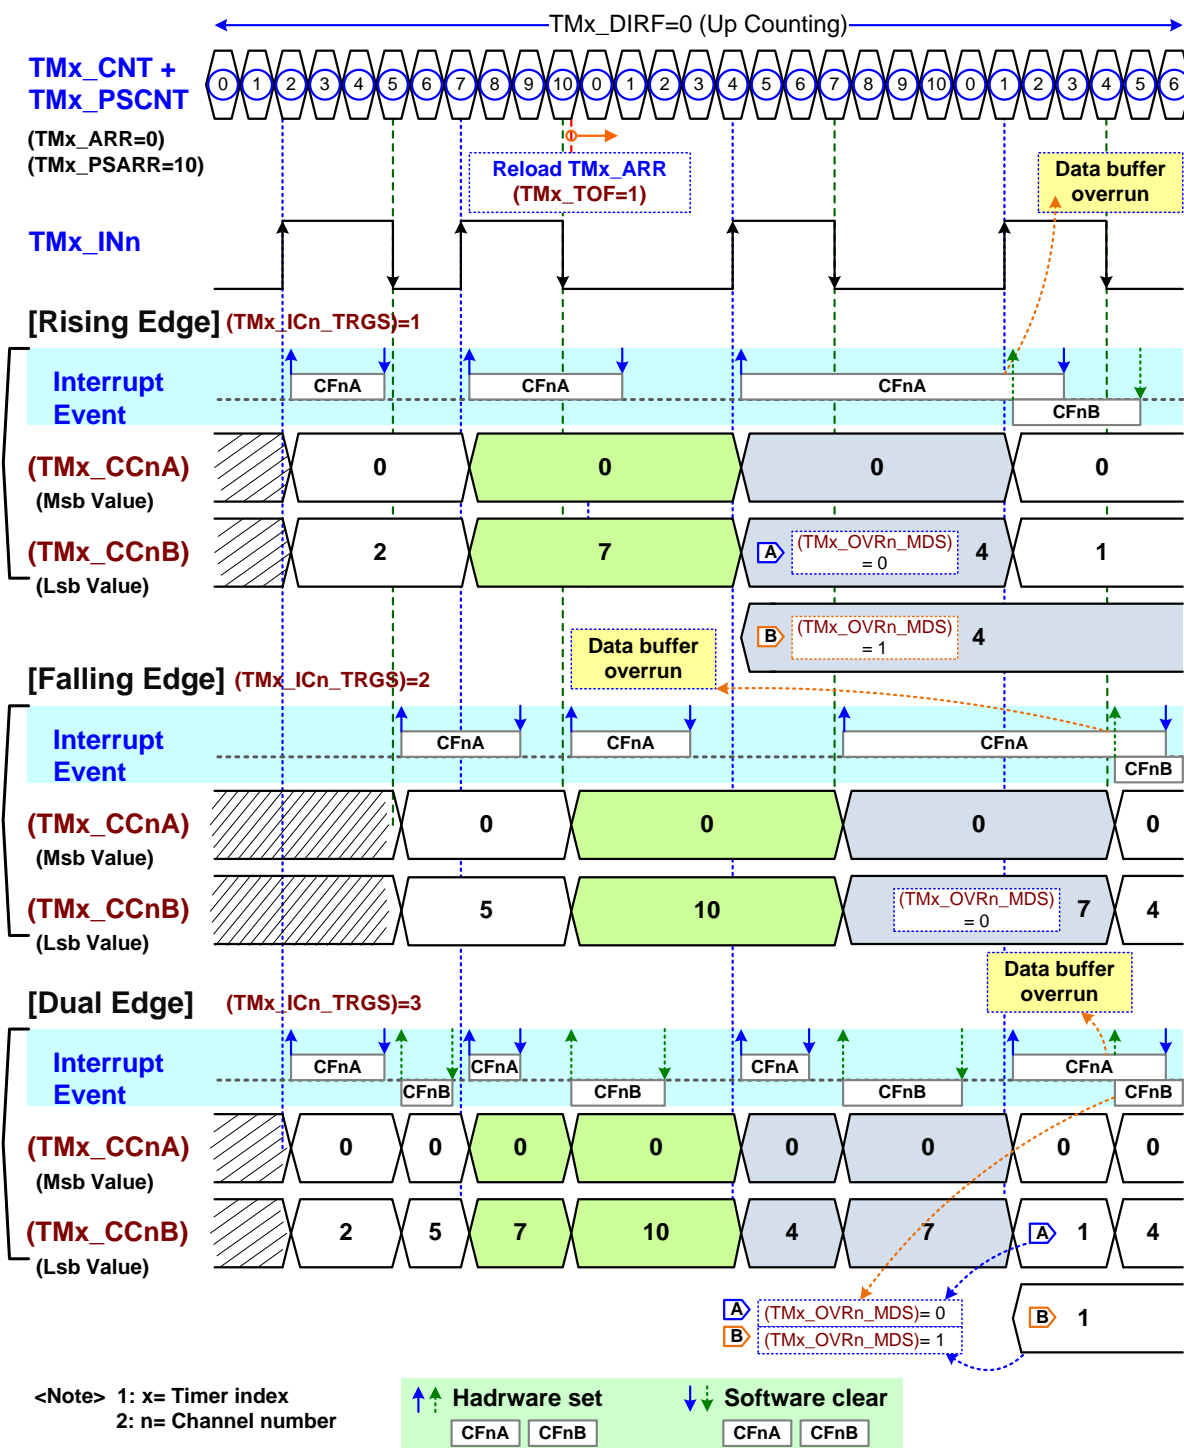 TMx_DIRF=0 (Up Counting)
TMx_CNT +
TMx_PSCNT
0 1 2 3 4 5 6 7 8 9 10 0 1 2 3 4 5 6 7 8 9 10 0 1 2 3 4 5 6
(TMx_ARR=0)
(TMx_PSARR=10)
Reload TMx_ARR
(TMx_TOF=1)
Data buffer
overrun
TMx_INn
[Rising Edge] (TMx_ICn_TRGS)=1
Interrupt
Event
CFnA CFnA CFnA
CFnB
(TMx_CCnA)
(Msb Value)
0 0 0 0
(TMx_CCnB)
(Lsb Value)
2 7 A (TMx_OVRn_MDS)
= 0
4 1
B (TMx_OVRn_MDS)
= 1
4
Data buffer
overrun
[Falling Edge] (TMx_ICn_TRGS)=2
Interrupt
Event
CFnA CFnA CFnA
CFnB
(TMx_CCnA)
(Msb Value)
0 0 0 0
(TMx_CCnB)
(Lsb Value)
5 10 (TMx_OVRn_MDS)
= 0
7 4
Data buffer
overrun
[Dual Edge] (TMx_ICn_TRGS)=3
Interrupt
Event
CFnA CFnA CFnA CFnA
CFnB CFnB CFnB CFnB
(TMx_CCnA)
(Msb Value)
0 0 0 0 0 0 0 0
(TMx_CCnB)
(Lsb Value)
2 5 7 10 4 7 A 1 4
A (TMx_OVRn_MDS)= 0
B (TMx_OVRn_MDS)= 1
B 1
<Note> 1: x= Timer index
2: n= Channel number
Hadrware set
CFnA CFnB
Software clear
CFnA CFnB